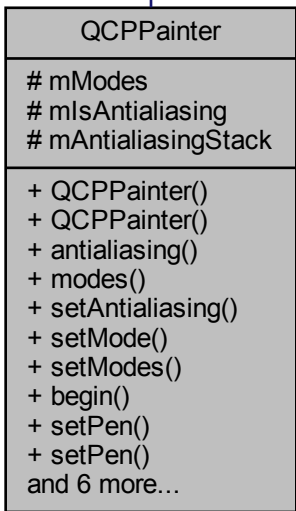 QCPPainter
# mModes
# mIsAntialiasing
# mAntialiasingStack
+ QCPPainter()
+ QCPPainter()
+ antialiasing()
+ modes()
+ setAntialiasing()
+ setMode()
+ setModes()
+ begin()
+ setPen()
+ setPen()
and 6 more...